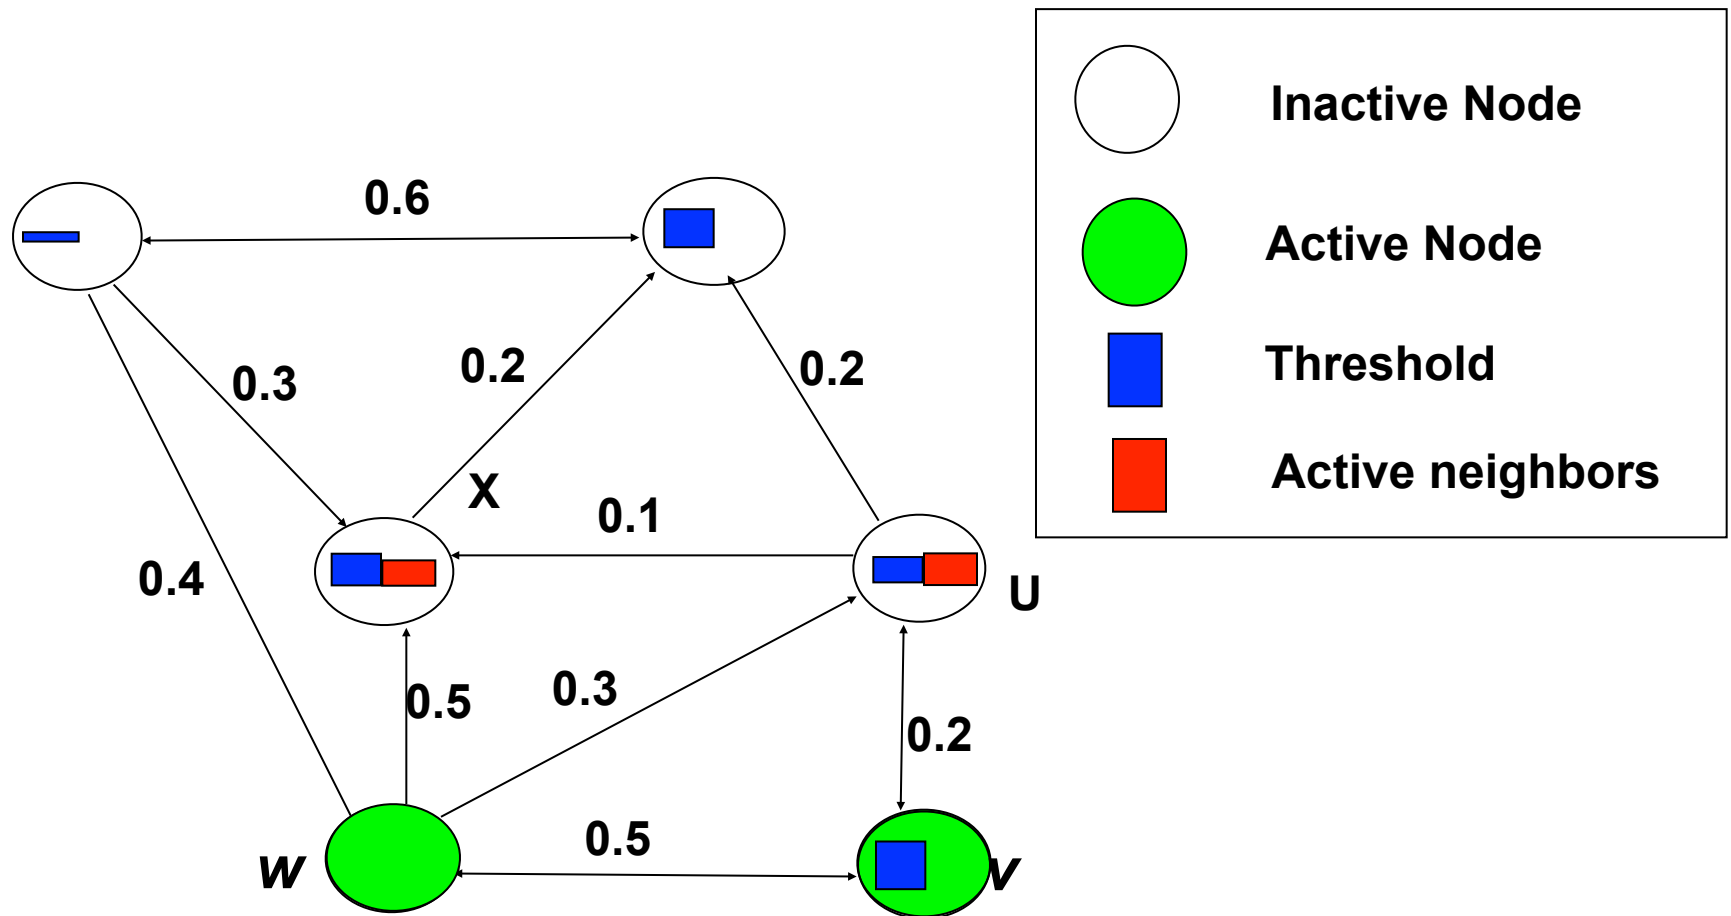 0.6
0.3
0.2
0.2
X
0.1
0.4
U
0.5
0.3
0.2
0.5
w
v
Inactive Node
Active Node
Threshold
Active neighbors